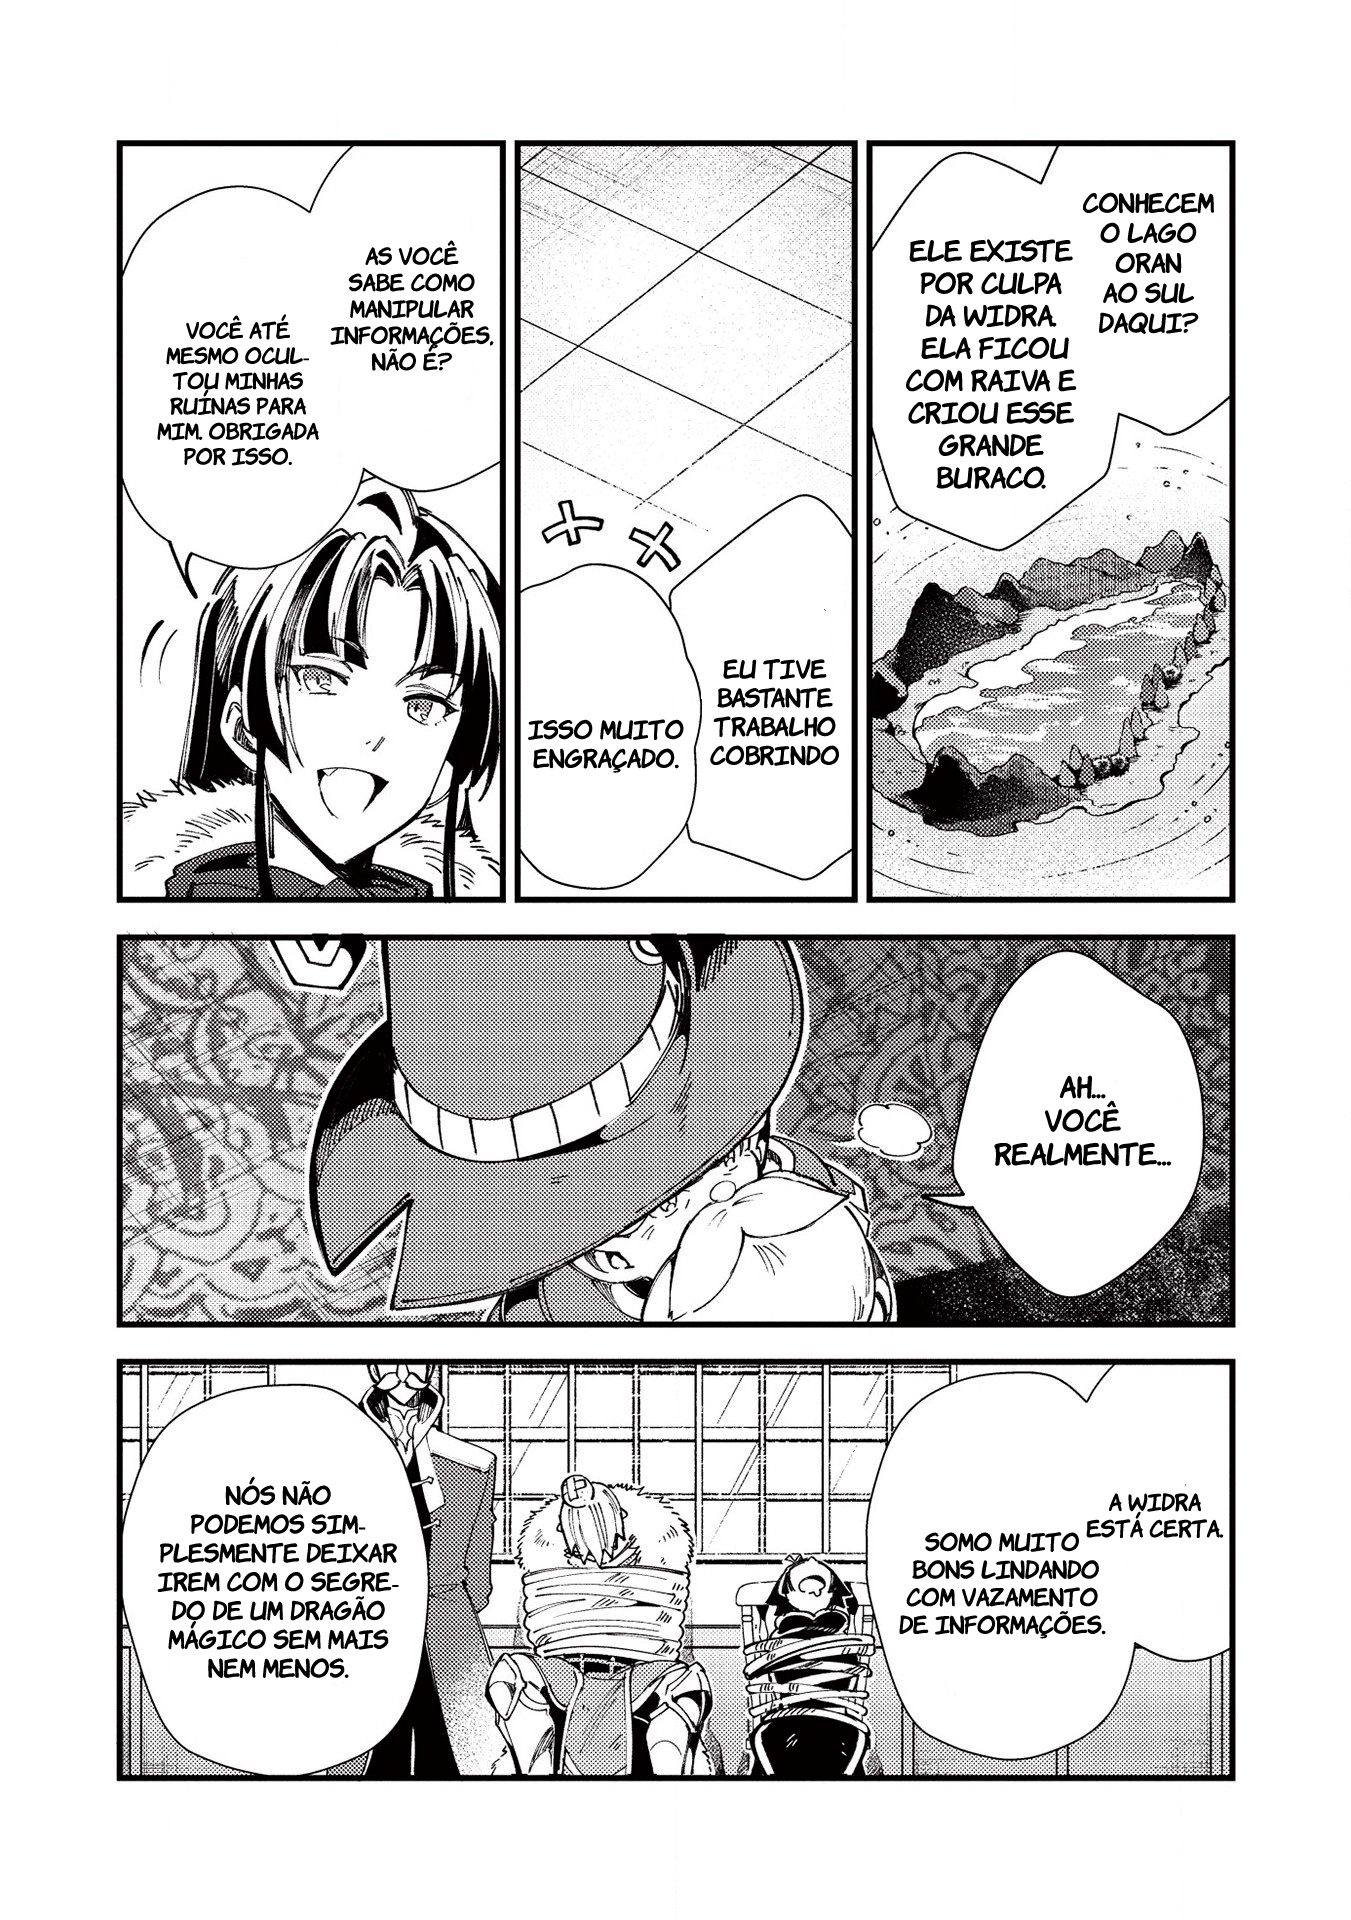 CONHECEM
O LAGO
ORAN
AO SUL
DAQUI?
ELE EXISTE
POR CULPA
DA WIDRA.
ELA FICOU
COM RAIVA E
CRIOU ESSE
GRANDE
BURACO.
EU TIVE
BASTANTE
TRABALHO
COBRINDO
ISSO MUITO
ENGRAÇADO.
AS VOCÊ
SABE COMO
MANIPULAR
INFORMAÇÕES,
NÃO É?
VOCÊ ATÉ
MESMO OCUL-
TOU MINHAS
RUÍNAS PARA
MIM. OBRIGADA
POR ISSO.
AH...
VOCÊ
REALMENTE...
A WIDRA
ESTÁ CERTA.
SOMO MUITO
BONS LINDANDO
COM VAZAMENTO
DE INFORMAÇÕES.
NÓS NÃO
PODEMOS SIM-
PLESMENTE DEIXAR
IREM COM O SEGRE-
DO DE UM DRAGÃO
MÁGICO SEM MAIS
NEM MENOS.